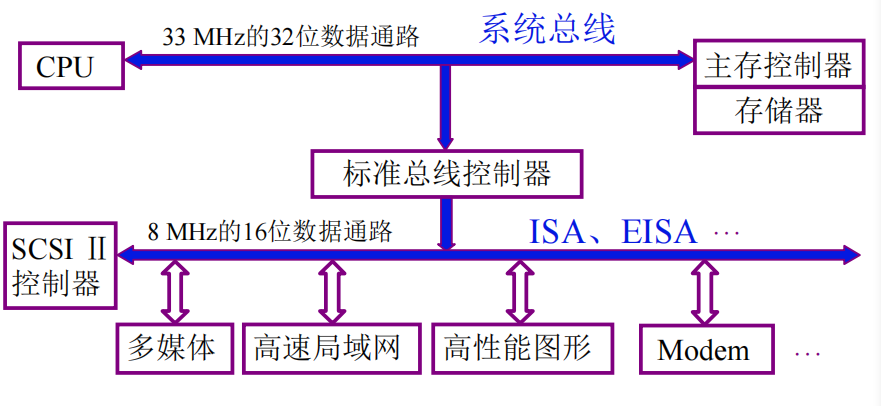 33 MHz的32位数据通路
系统总线
CPU
主存控制器
存储器
标准总线控制器
8 MHz的16位数据通路
ISA、EISA …
SCSI Ⅱ
控制器
多媒体
高速局域网
高性能图形
Modem
…